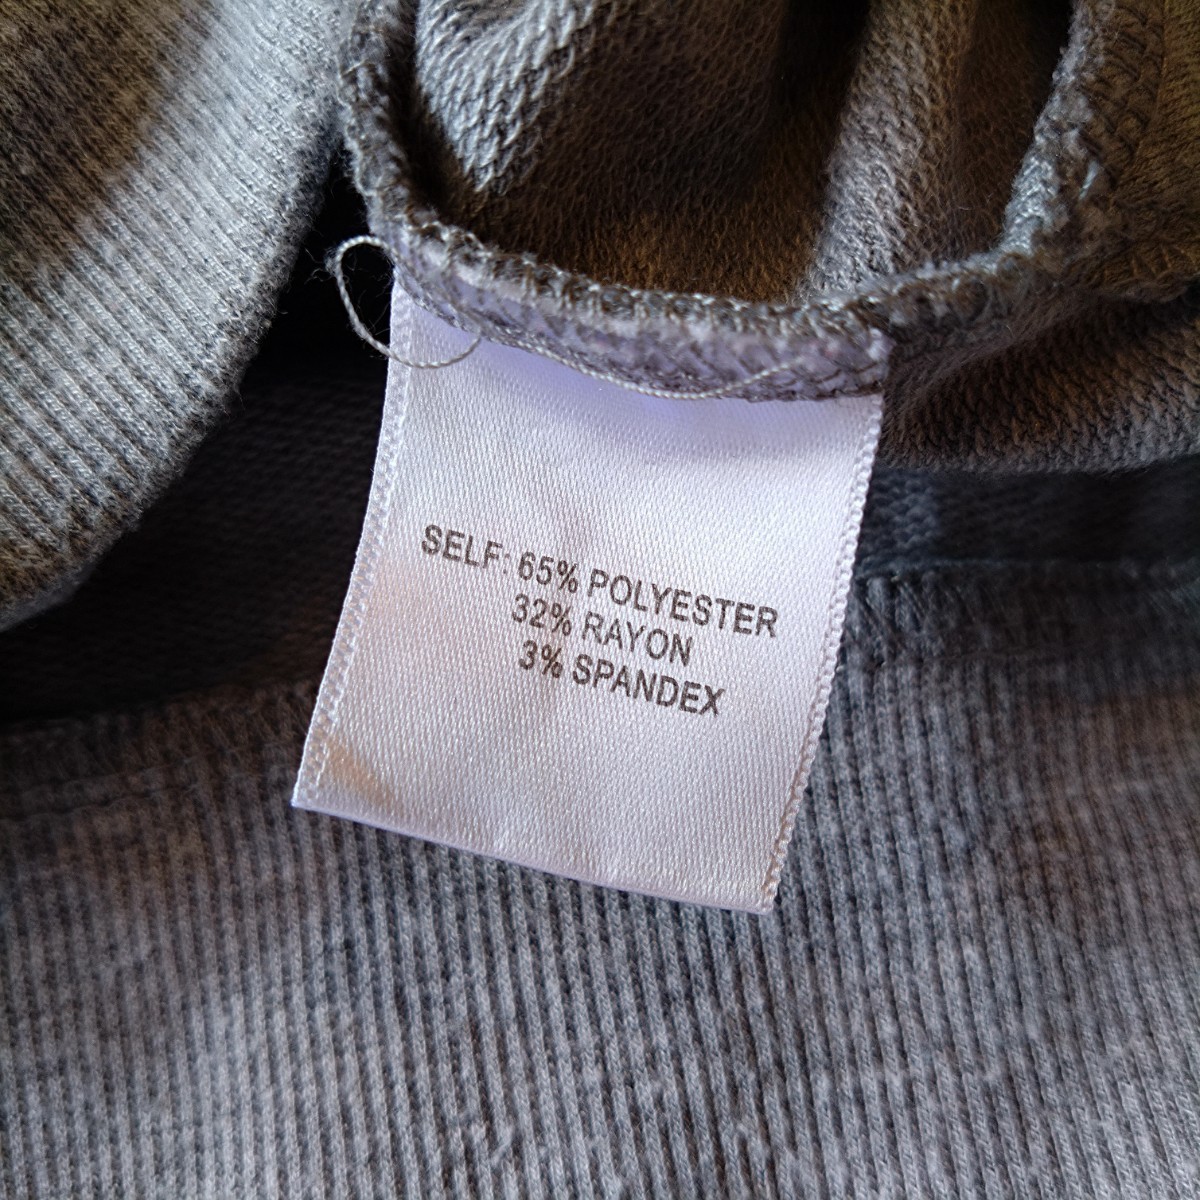 SELF: 65% POLYESTER
32% RAYON
3% SPANDEX